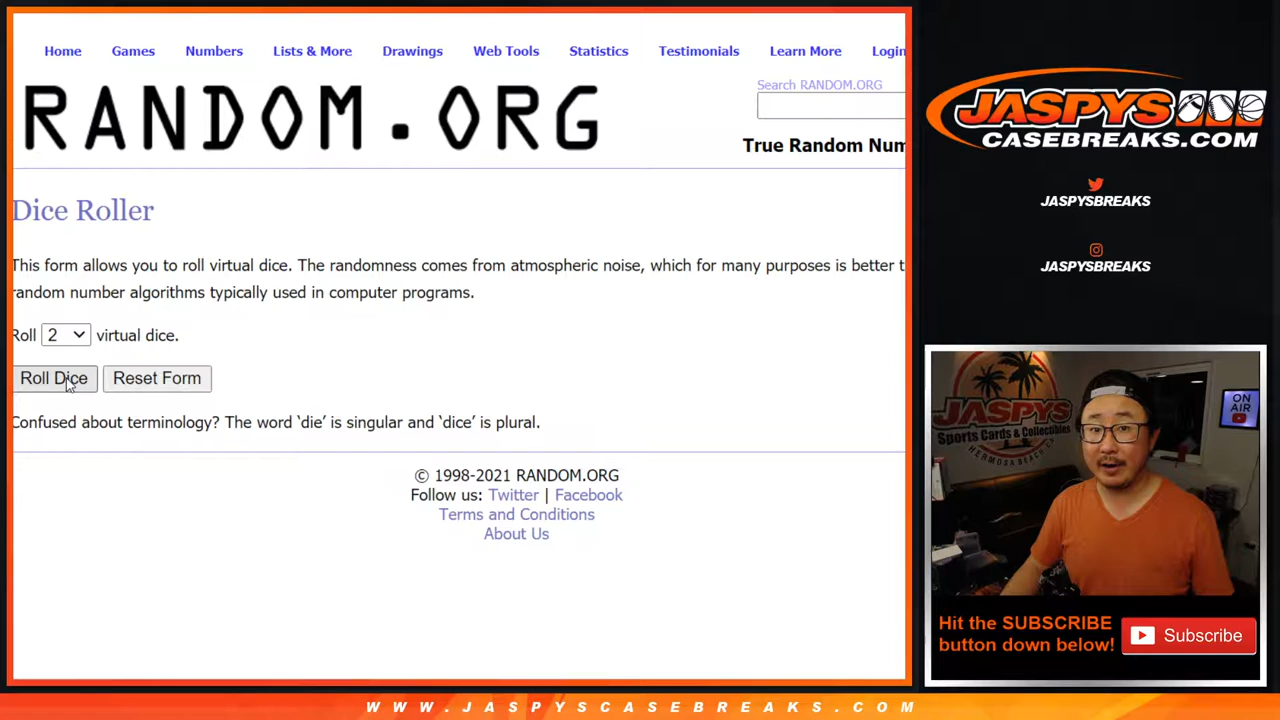 Home Games Numbers Lists & More Drawings Web Tools Statistics Testimonials Learn More Login
RANDOM.ORG
Search RANDOM.ORG
True Random Num
Dice Roller
This form allows you to roll virtual dice. The randomness comes from atmospheric noise, which for many purposes is better t
random number algorithms typically used in computer programs.
Roll 2 virtual dice.
Roll Dice Reset Form
Confused about terminology? The word ‘die’ is singular and ‘dice’ is plural.
© 1998-2021 RANDOM.ORG
Follow us: Twitter | Facebook
Terms and Conditions
About Us
JASPYS
CASEBREAKS.COM
JASPYSBREAKS
JASPYSBREAKS
JASPYS
Sports Cards & Collectibles
HERMOSA BEACH CA
ON
AIR
Hit the SUBSCRIBE
button down below!
Subscribe
WWW.JASPYSCASEBREAKS.COM